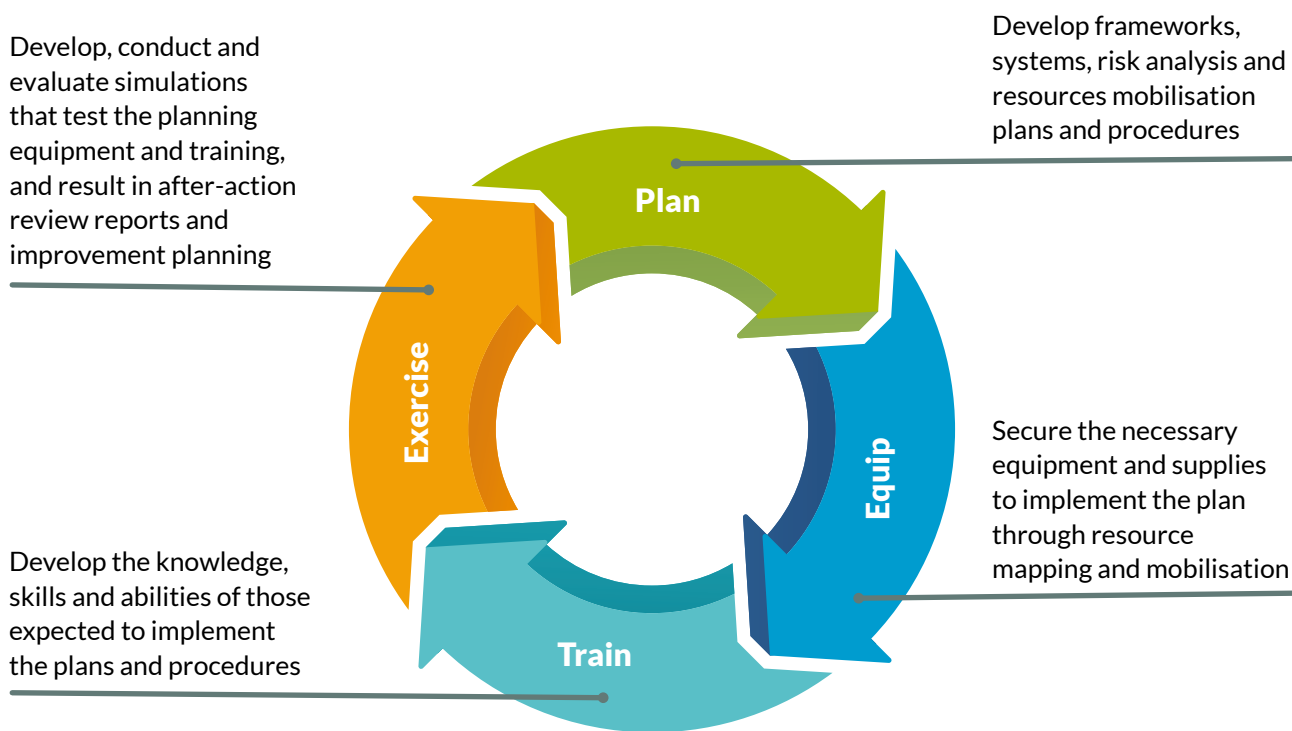 Develop, conduct and
evaluate simulations
that test the planning
equipment and training,
and result in after-action
review reports and
improvement planning
Develop frameworks,
systems, risk analysis and
resources mobilisation
plans and procedures
Plan
Exercise
Equip
Secure the necessary
equipment and supplies
to implement the plan
through resource
mapping and mobilisation
Develop the knowledge,
skills and abilities of those
expected to implement
the plans and procedures
Train